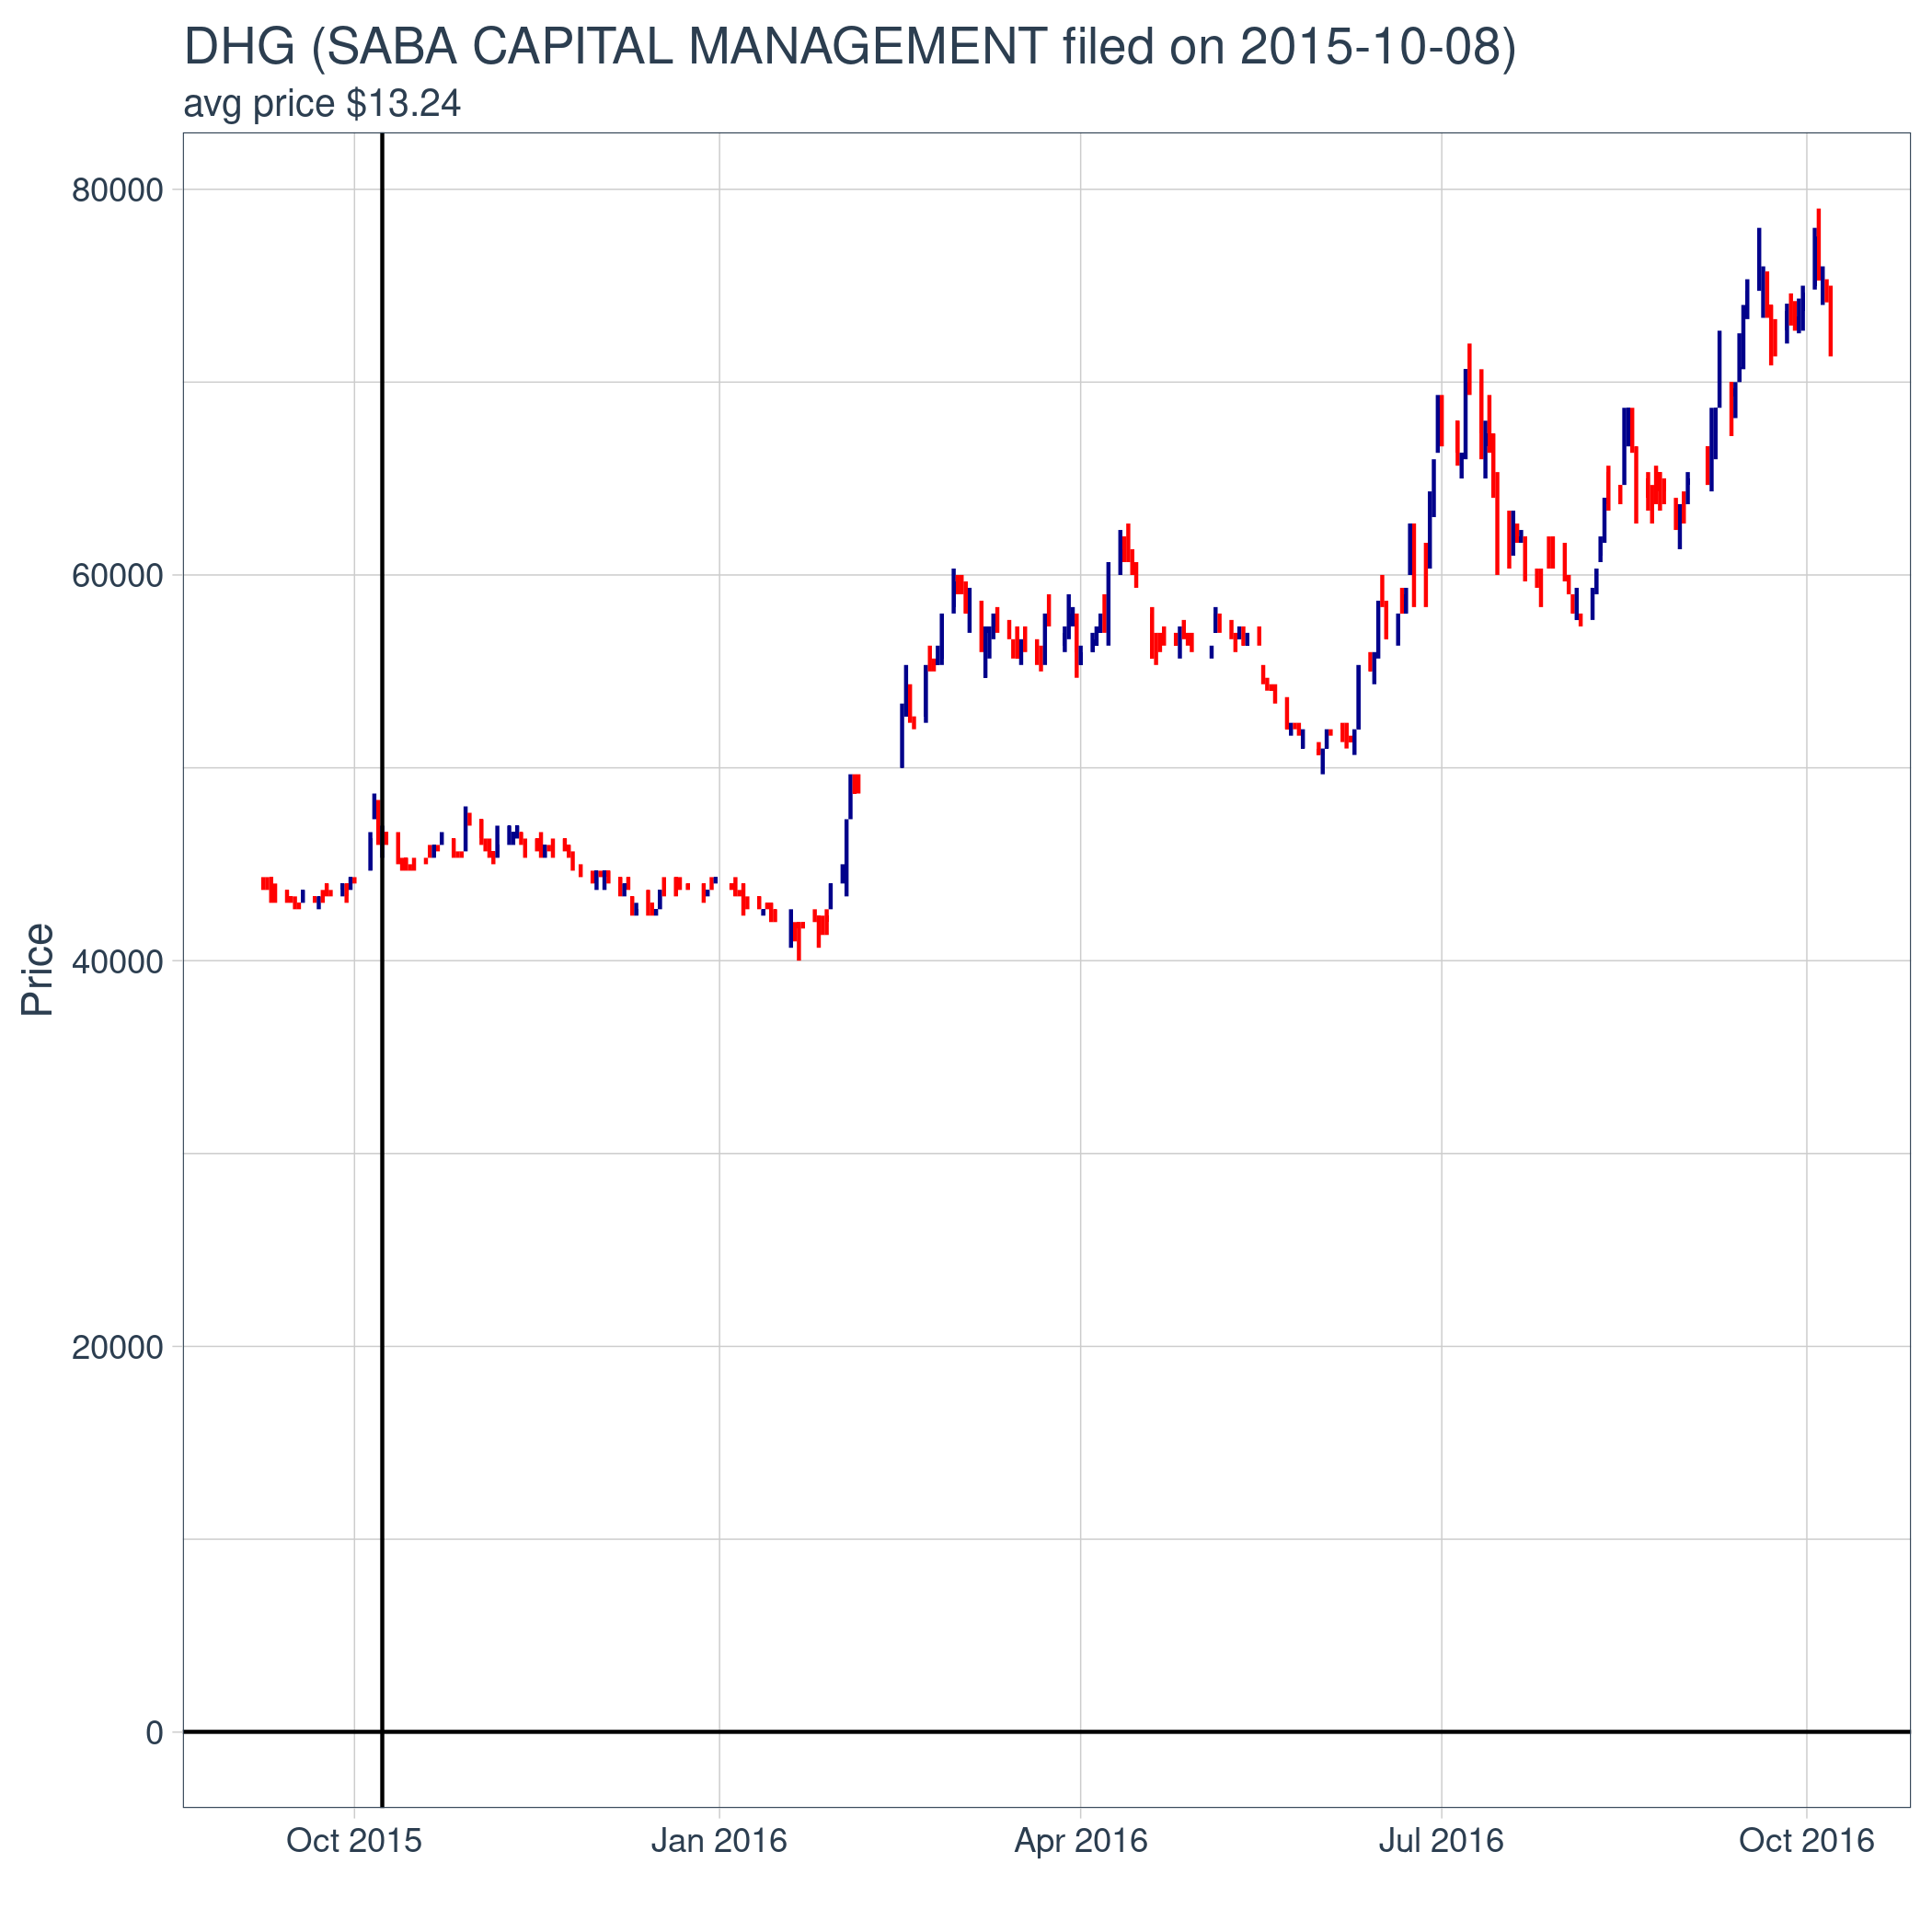 DHG (SABA CAPITAL MANAGEMENT filed on 2015-10-08)
avg price $13.24
80000
60000
40000
20000
0
Price
Oct 2015 Jan 2016 Apr 2016 Jul 2016 Oct 2016